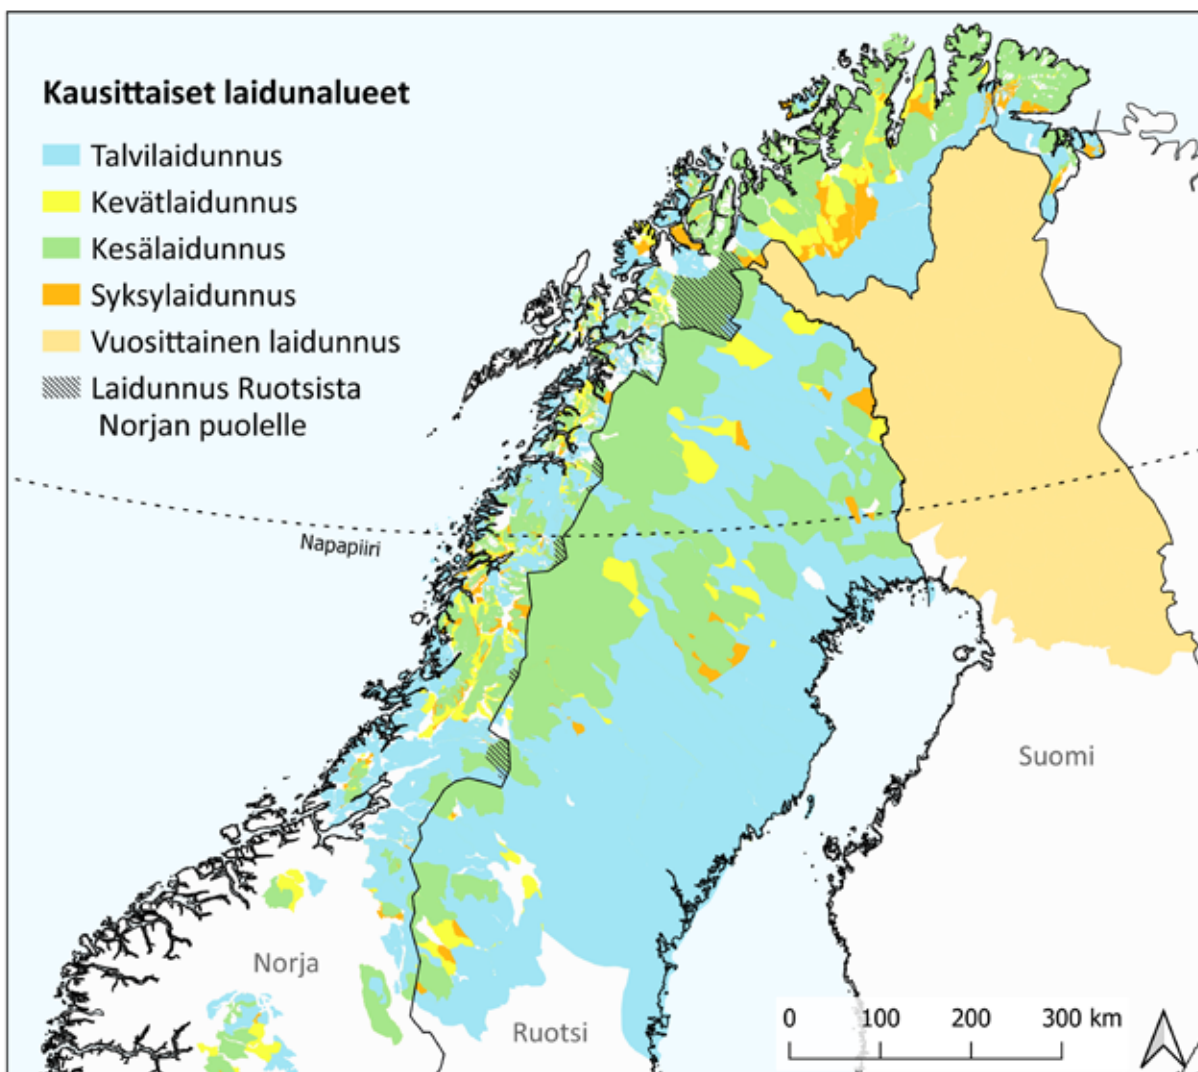 Kausittaiset laidunalueet
Talvilaidunnus
Kevätlaidunnus
Kesälaidunnus
Syksylaidunnus
Vuosittainen laidunnus
Laidunnus Ruotsista
Norjan puolelle
Napapiiri
Suomi
Norja
Ruotsi
0 100 200 300 km